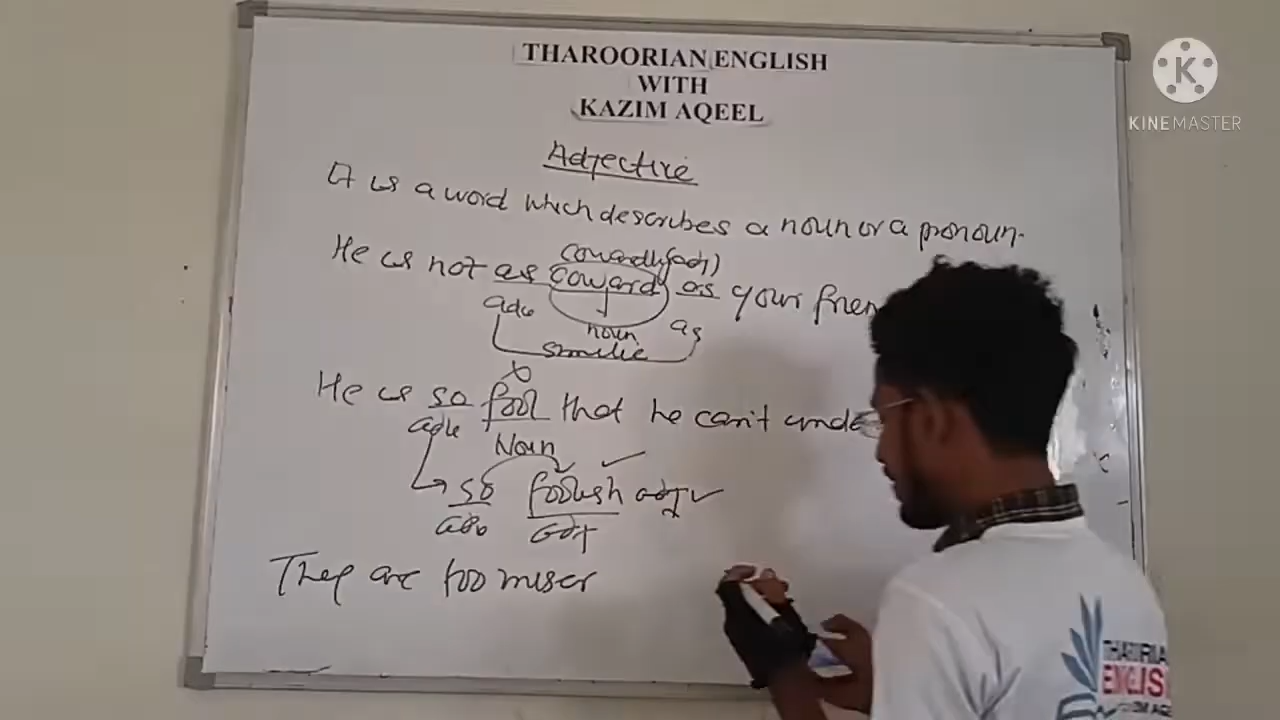 THAROORIAN ENGLISH
WITH
KAZIM AQEEL
KINEMASTER
Adjective
It is a word which describes a noun or a pronoun.
cowardly (adj)
He is not as coward as your frien
adv noun as
simile
He is so fool that he can't unde
adv Noun
so foolish adj
adv adj
They are too miser
ENGLIS